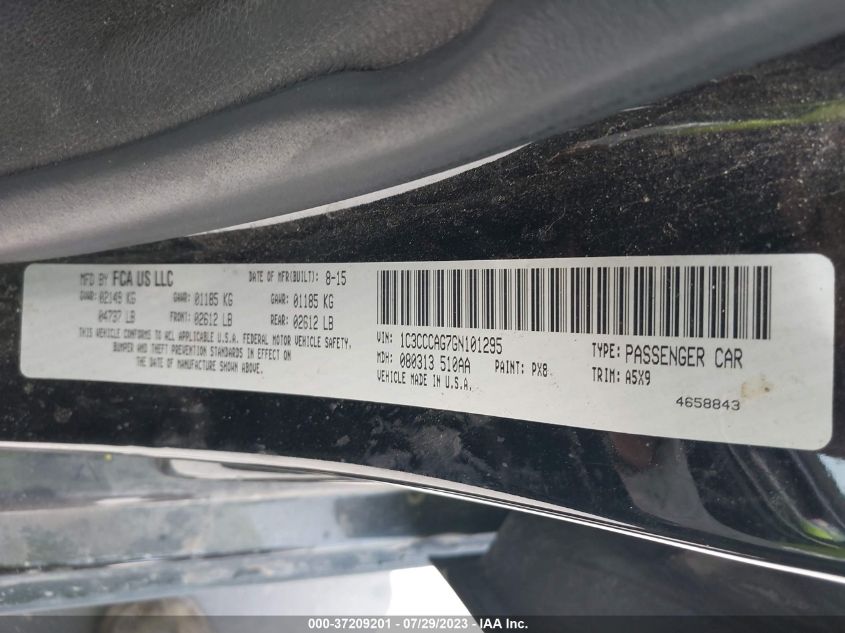 MFD BY FCA US LLC DATE OF MFR(BUILT): 8-15
GVWR: 02149 KG GAWR: 01185 KG GAWR: 01185 KG
04737 LB FRONT: 02612 LB REAR: 02612 LB
THIS VEHICLE CONFORMS TO ALL APPLICABLE U.S.A. FEDERAL MOTOR VEHICLE SAFETY,
BUMPER AND THEFT PREVENTION STANDARDS IN EFFECT ON
THE DATE OF MANUFACTURE SHOWN ABOVE.
VIN: 1C3CCCAG7GN101295 TYPE: PASSENGER CAR
MDH: 080313 510AA PAINT: PX8 TRIM: A5X9
VEHICLE MADE IN U.S.A. 4658843
000-37209201 - 07/29/2023 - IAA Inc.